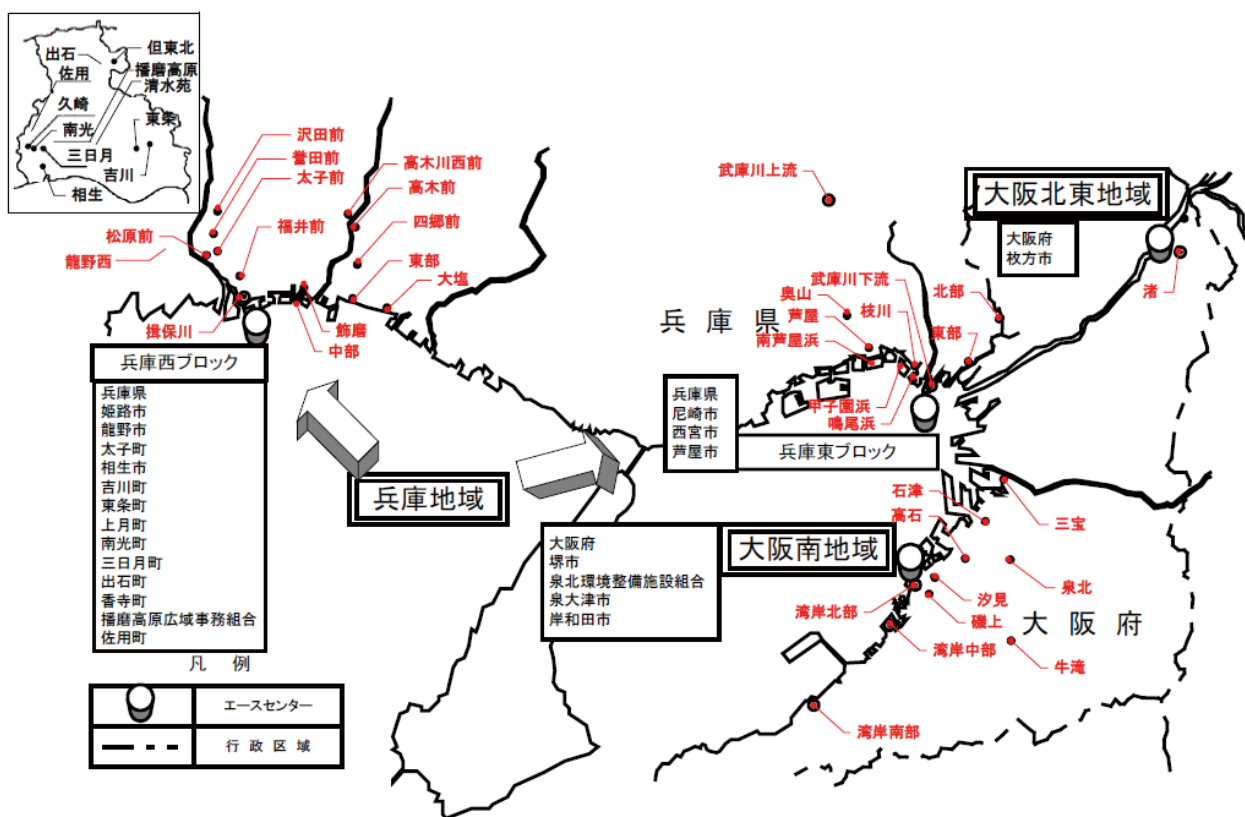 出石
但東北
佐用
播磨高原
清水苑
久崎
東条
南光
三日月
吉川
相生
沢田前
誉田前
太子前
高木川西前
高木前
福井前
四郷前
松原前
龍野西
東部
大塩
揖保川
飾磨
中部
武庫川上流
大阪北東地域
大阪府
枚方市
武庫川下流
奥山
枝川
北部
渚
芦屋
兵庫県
南芦屋浜
東部
甲子園浜
鳴尾浜
兵庫西ブロック
兵庫県
姫路市
龍野市
太子町
相生市
吉川町
東条町
上月町
南光町
三日月町
出石町
香寺町
播磨高原広域事務組合
佐用町
兵庫県
尼崎市
西宮市
芦屋市
兵庫東ブロック
兵庫地域
石津
高石
三宝
大阪南地域
大阪府
堺市
泉北環境整備施設組合
泉大津市
岸和田市
泉北
汐見
湾岸北部
磯上
大阪府
湾岸中部
牛滝
湾岸南部
凡例
エースセンター
行政区域